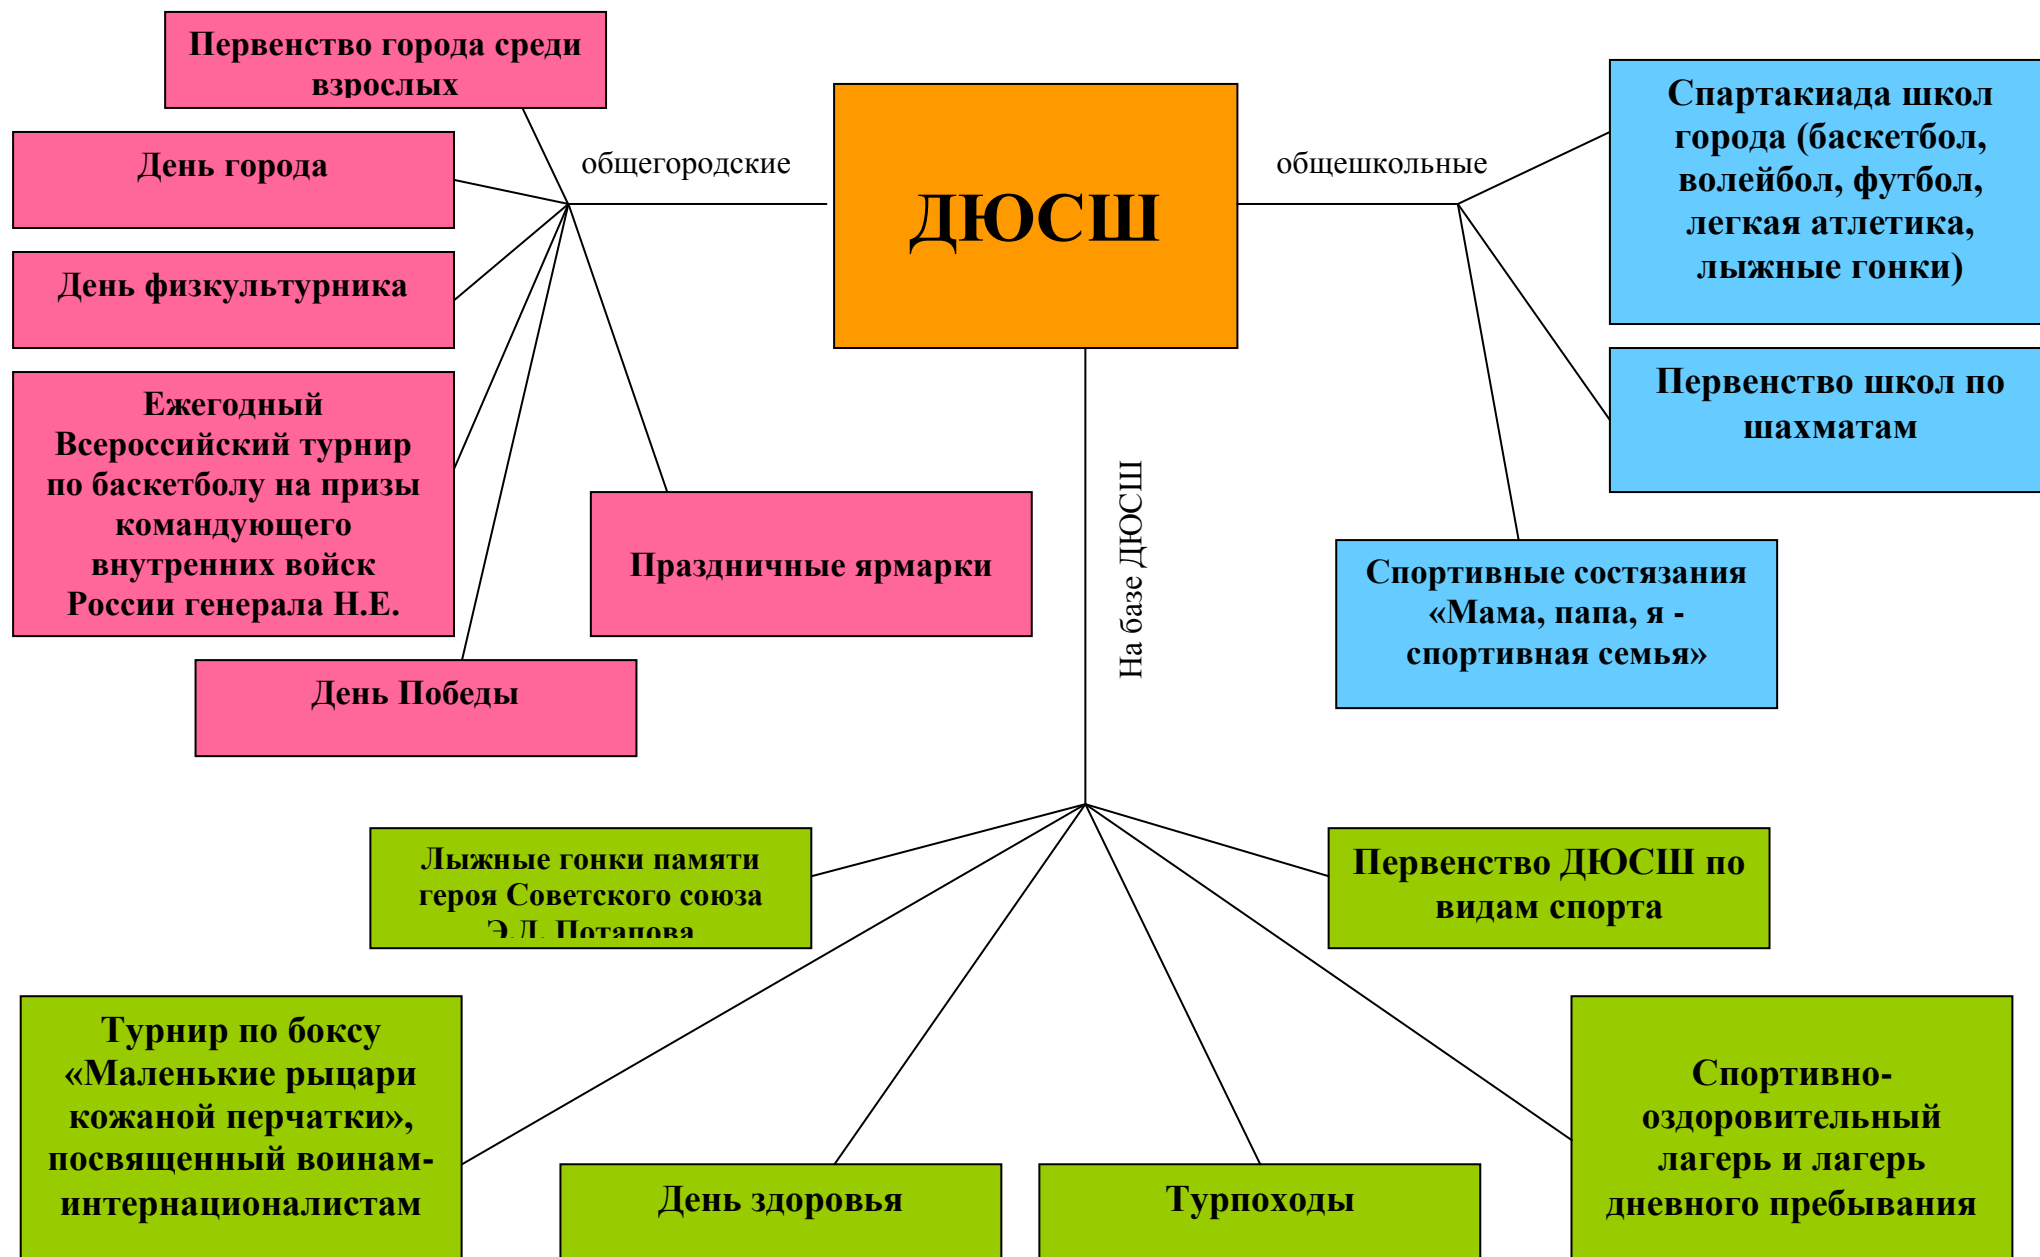 Первенство города среди
взрослых
День города
День физкультурника
Ежегодный
Всероссийский турнир
по баскетболу на призы
командующего
внутренних войск
России генерала Н.Е.
День Победы
Праздничные ярмарки
общегородские
ДЮСШ
общешкольные
Спартакиада школ
города (баскетбол,
волейбол, футбол,
легкая атлетика,
лыжные гонки)
Первенство школ по
шахматам
Спортивные состязания
«Мама, папа, я -
спортивная семья»
На базе ДЮСШ
Лыжные гонки памяти
героя Советского союза
Э.Д. Потапова
Первенство ДЮСШ по
видам спорта
Турнир по боксу
«Маленькие рыцари
кожаной перчатки»,
посвященный воинам-
интернационалистам
День здоровья
Турпоходы
Спортивно-
оздоровительный
лагерь и лагерь
дневного пребывания